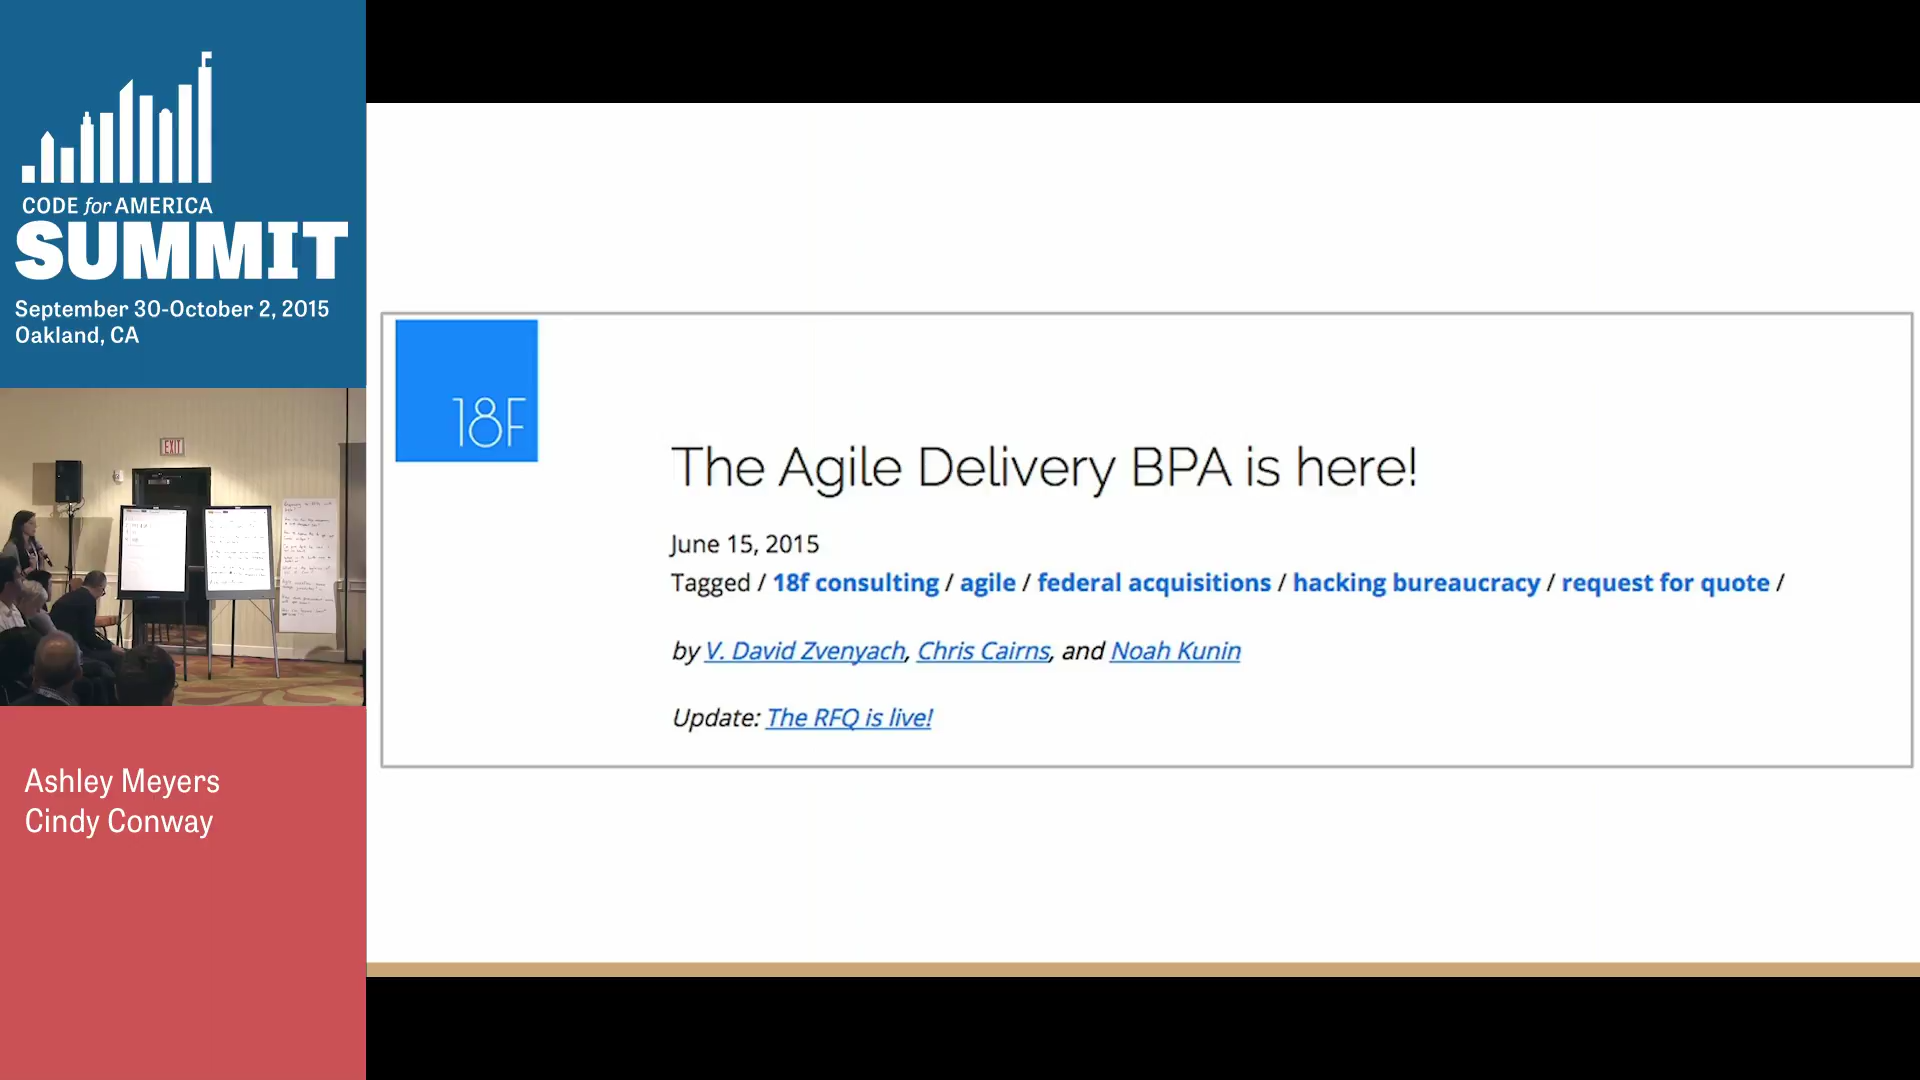 CODE for AMERICA
SUMMIT
September 30-October 2, 2015
Oakland, CA
EXIT
Ashley Meyers
Cindy Conway
18F
The Agile Delivery BPA is here!
June 15, 2015
Tagged / 18f consulting / agile / federal acquisitions / hacking bureaucracy / request for quote /
by V. David Zvenyach, Chris Cairns, and Noah Kunin
Update: The RFQ is live!